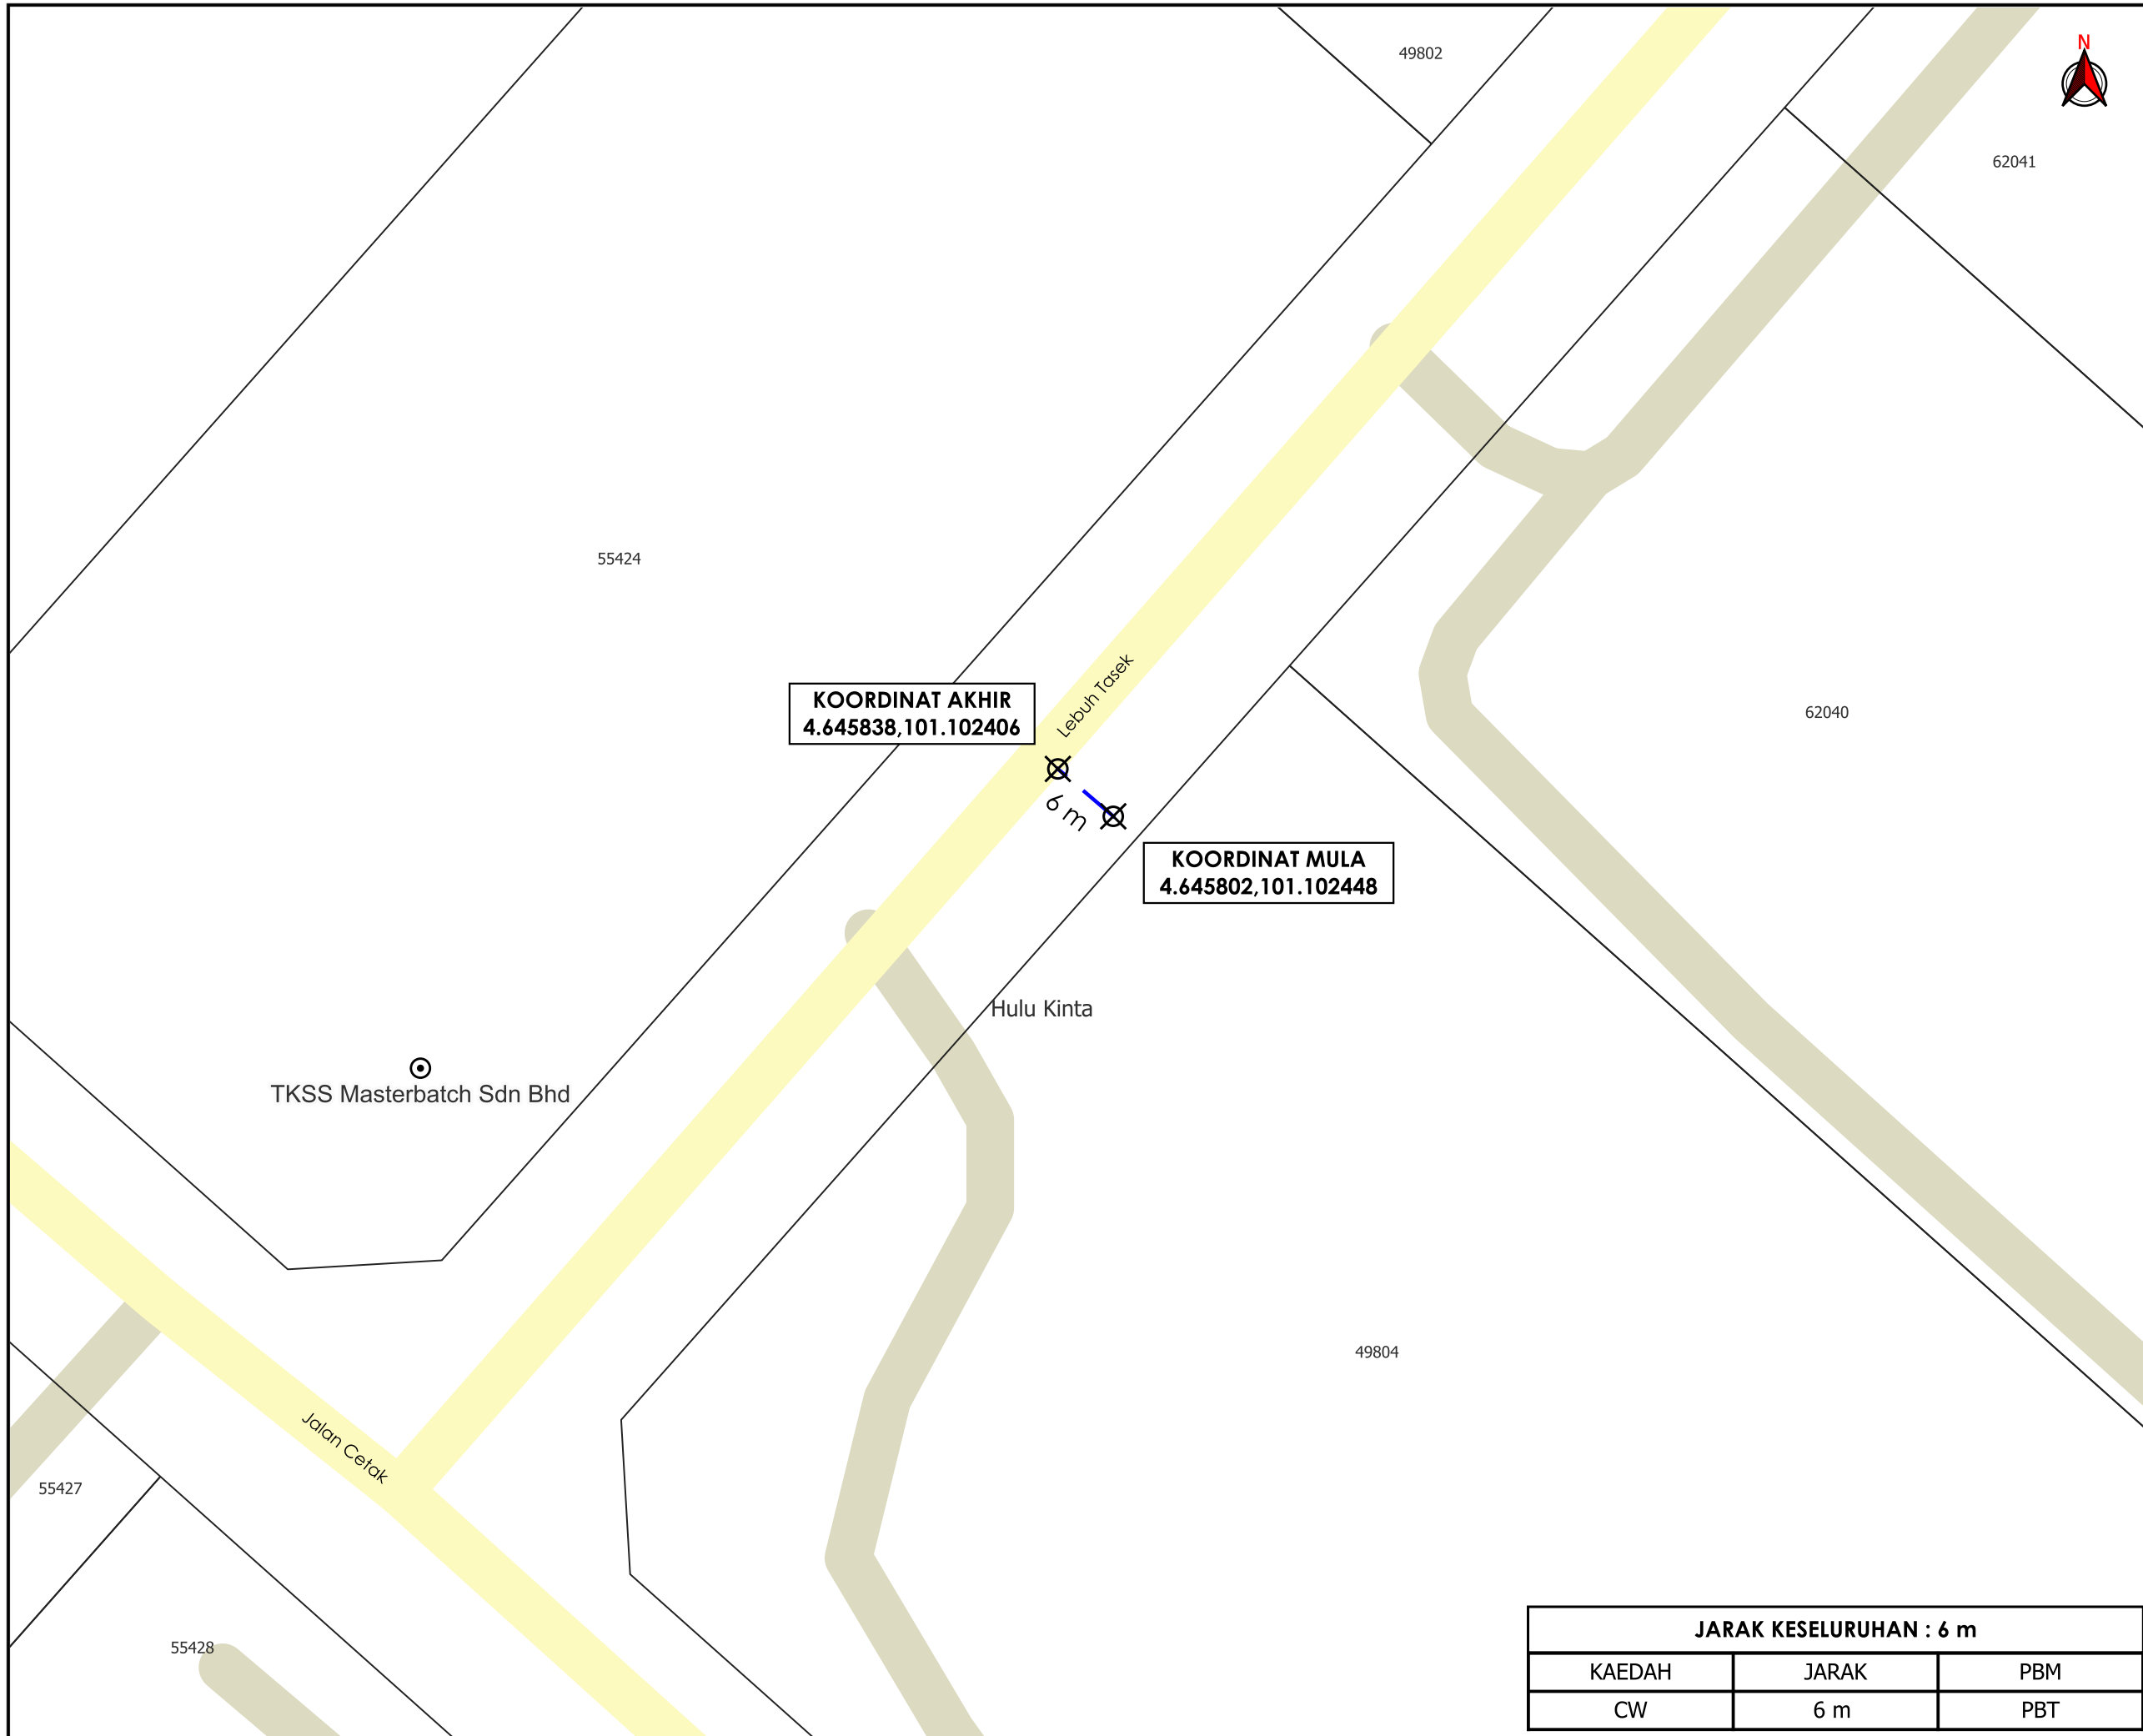 49802
N
62041
55424
Lebuh Tasek
KOORDINAT AKHIR
4.645838,101.102406
62040
6 m
KOORDINAT MULA
4.645802,101.102448
Hulu Kinta
TKSS Masterbatch Sdn Bhd
49804
Jalan Cetak
55427
55428
JARAK KESELURUHAN : 6 m
KAEDAH JARAK PBM
CW 6 m PBT